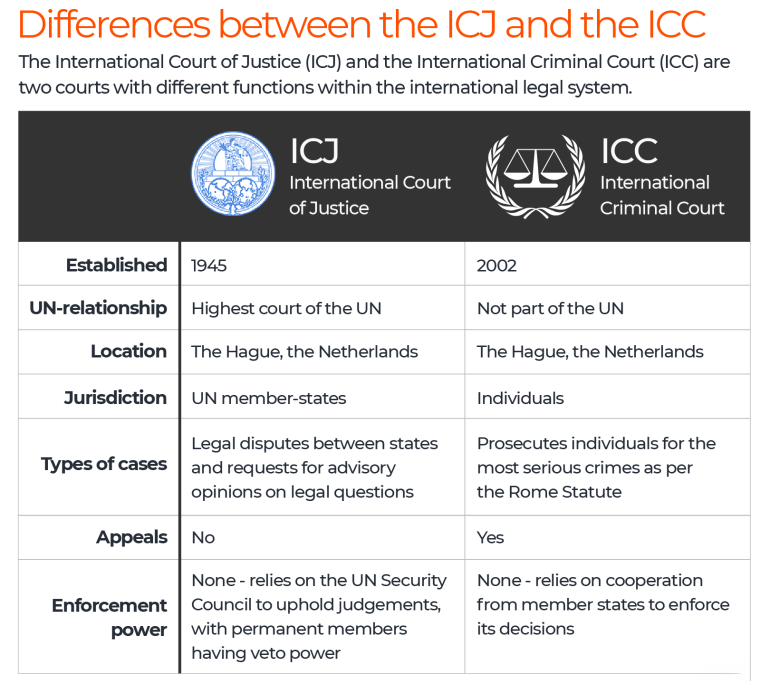 Differences between the ICJ and the ICC
The International Court of Justice (ICJ) and the International Criminal Court (ICC) are
two courts with different functions within the international legal system.
ICJ
International Court
of Justice
ICC
International
Criminal Court
Established
1945
2002
UN-relationship
Highest court of the UN
Not part of the UN
Location
The Hague, the Netherlands
The Hague, the Netherlands
Jurisdiction
UN member-states
Individuals
Types of cases
Legal disputes between states
and requests for advisory
opinions on legal questions
Prosecutes individuals for the
most serious crimes as per
the Rome Statute
Appeals
No
Yes
Enforcement
power
None - relies on the UN Security
Council to uphold judgements,
with permanent members
having veto power
None - relies on cooperation
from member states to enforce
its decisions